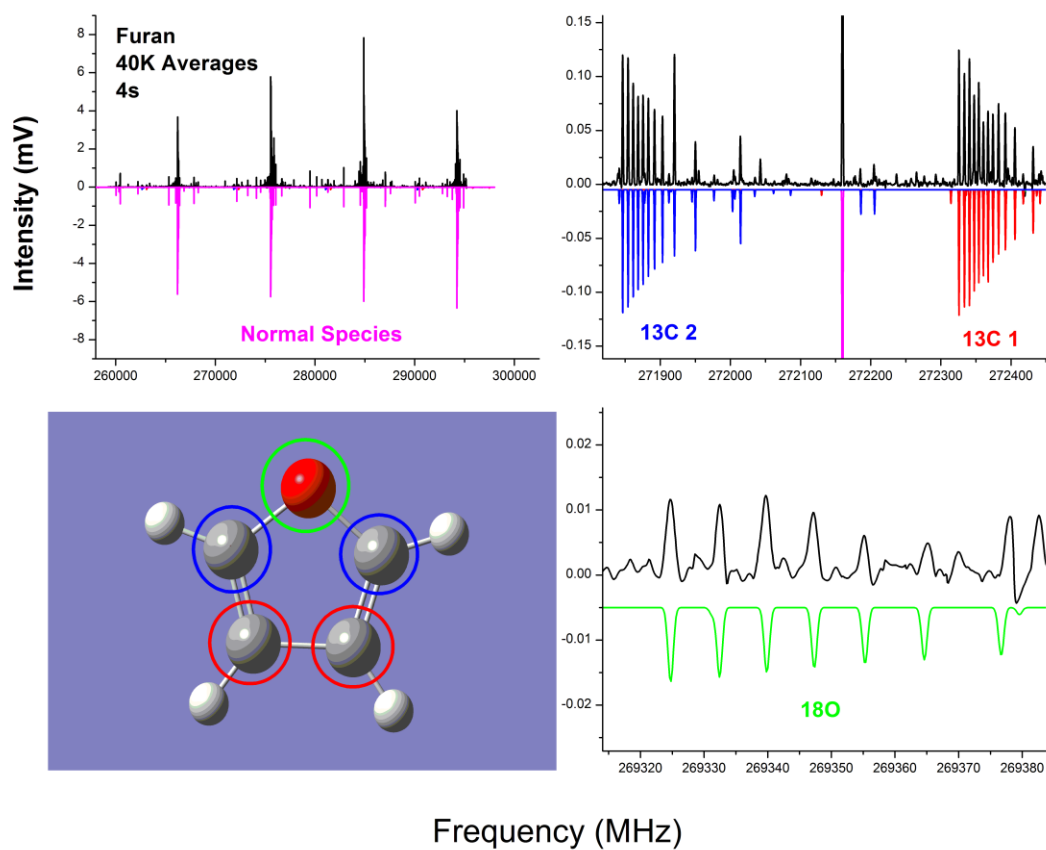 Furan
40K Averages
4s
Intensity (mV)
8
6
4
2
0
-2
-4
-6
-8
Normal Species
260000 270000 280000 290000 300000
0.15
0.10
0.05
0.00
-0.05
-0.10
-0.15
13C 2
13C 1
271900 272000 272100 272200 272300 272400
0.02
0.01
0.00
-0.01
-0.02
18O
269320 269330 269340 269350 269360 269370 269380
Frequency (MHz)